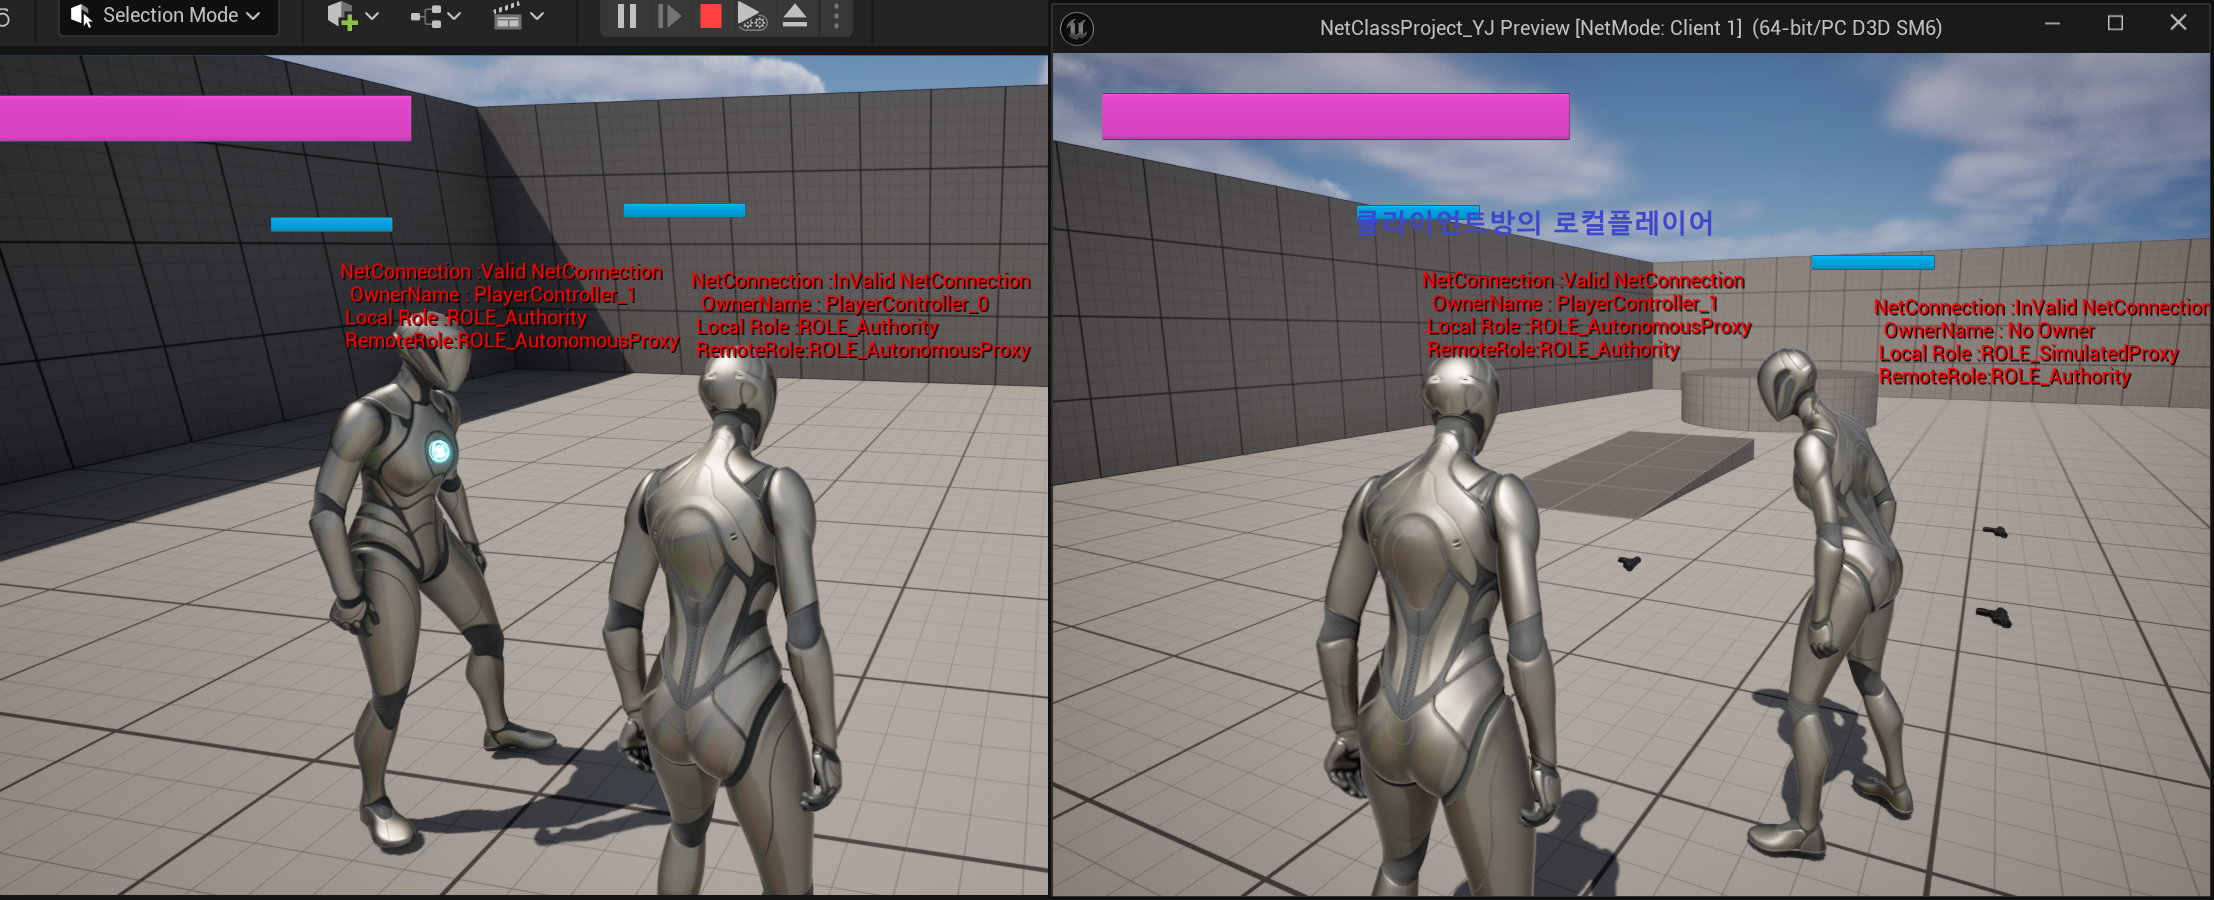 Selection Mode
NetClassProject_YJ Preview [NetMode: Client 1] (64-bit/PC D3D SM6)
NetConnection :Valid NetConnection
OwnerName : PlayerController_1
Local Role :ROLE_Authority
RemoteRole:ROLE_AutonomousProxy
NetConnection :InValid NetConnection
OwnerName : PlayerController_0
Local Role :ROLE_Authority
RemoteRole:ROLE_AutonomousProxy
클라이언트방의 로컬플레이어
NetConnection :Valid NetConnection
OwnerName : PlayerController_1
Local Role :ROLE_AutonomousProxy
RemoteRole:ROLE_Authority
NetConnection :InValid NetConnection
OwnerName : No Owner
Local Role :ROLE_SimulatedProxy
RemoteRole:ROLE_Authority